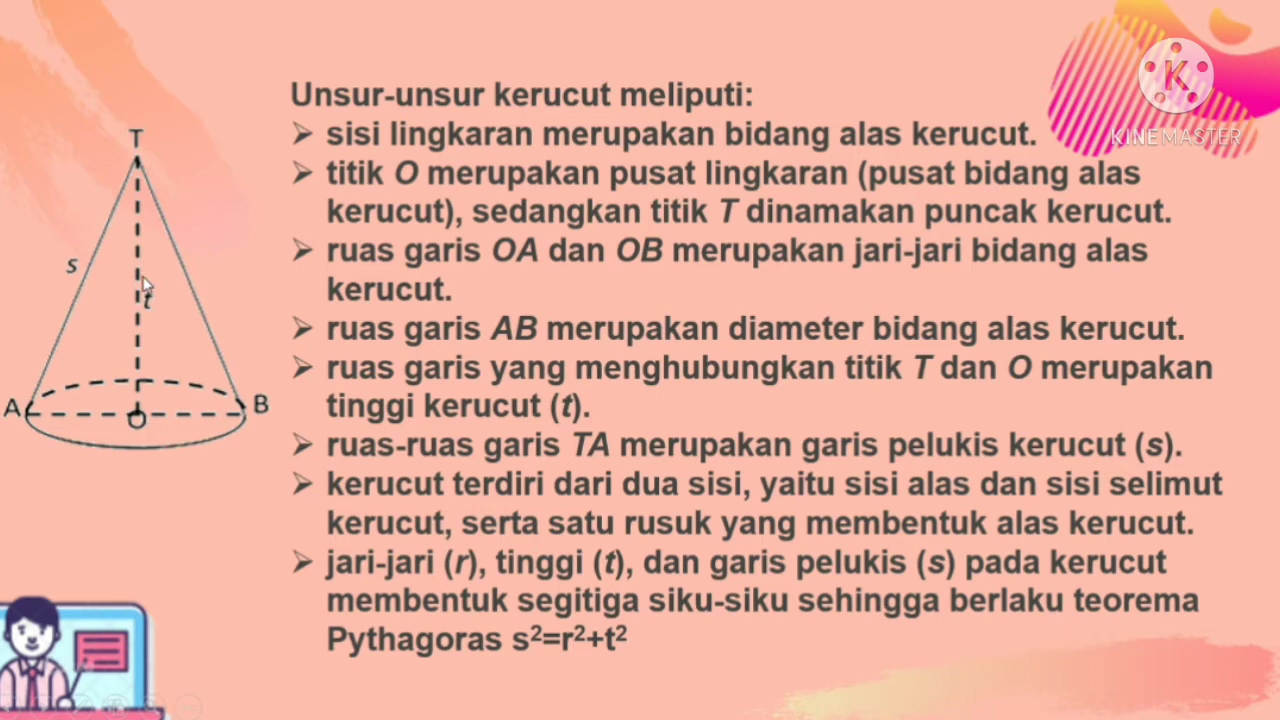 Unsur-unsur kerucut meliputi:
➢ sisi lingkaran merupakan bidang alas kerucut.
➢ titik O merupakan pusat lingkaran (pusat bidang alas
kerucut), sedangkan titik T dinamakan puncak kerucut.
➢ ruas garis OA dan OB merupakan jari-jari bidang alas
kerucut.
➢ ruas garis AB merupakan diameter bidang alas kerucut.
➢ ruas garis yang menghubungkan titik T dan O merupakan
tinggi kerucut (t).
➢ ruas-ruas garis TA merupakan garis pelukis kerucut (s).
➢ kerucut terdiri dari dua sisi, yaitu sisi alas dan sisi selimut
kerucut, serta satu rusuk yang membentuk alas kerucut.
➢ jari-jari (r), tinggi (t), dan garis pelukis (s) pada kerucut
membentuk segitiga siku-siku sehingga berlaku teorema
Pythagoras s²=r²+t²
T
s
t
A
O
B
K
KINEMASTER